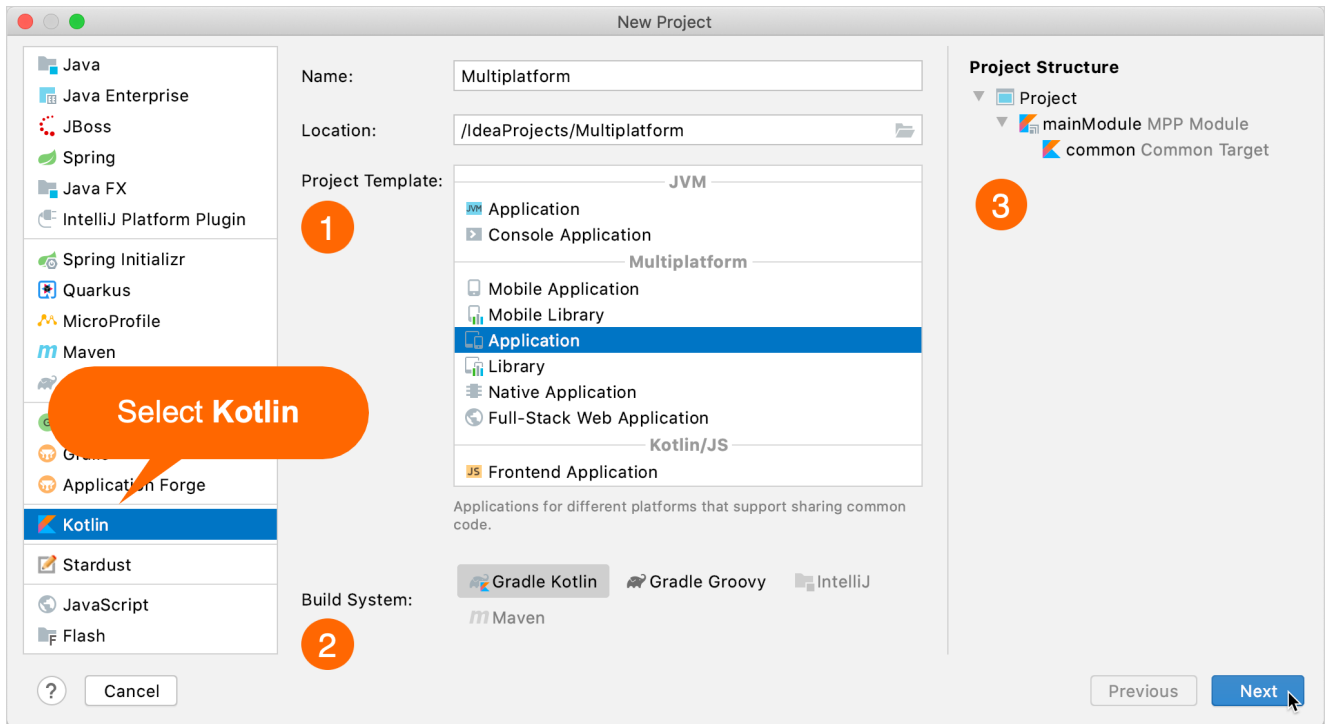 New Project
Java
Java Enterprise
JBoss
Spring
Java FX
IntelliJ Platform Plugin
Spring Initializr
Quarkus
MicroProfile
Maven
Select Kotlin
Application Forge
Kotlin
Stardust
JavaScript
Flash
Name:
Multiplatform
Location:
/IdeaProjects/Multiplatform
Project Template:
1
JVM
Application
Console Application
Multiplatform
Mobile Application
Mobile Library
Application
Library
Native Application
Full-Stack Web Application
Kotlin/JS
JS Frontend Application
Applications for different platforms that support sharing common
code.
Build System:
2
Gradle Kotlin
Gradle Groovy
IntelliJ
Maven
Project Structure
Project
mainModule MPP Module
common Common Target
3
?
Cancel
Previous
Next